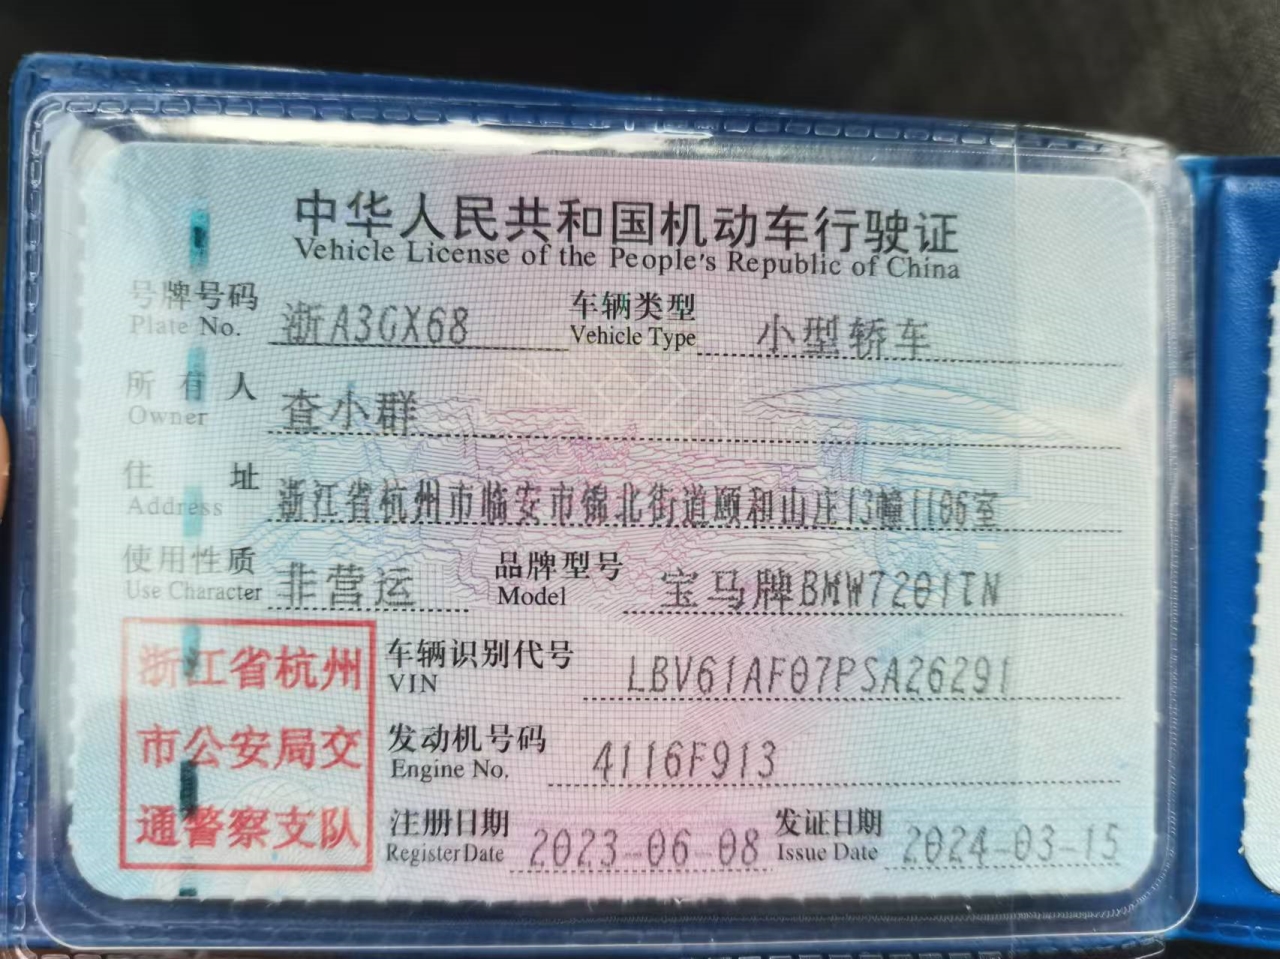 中华人民共和国机动车行驶证
Vehicle License of the People's Republic of China
号牌号码 浙A3GX68 车辆类型 小型轿车
Plate No. Vehicle Type
所有人 查小群
Owner
住址 浙江省杭州市临安市锦北街道颐和山庄13幢1106室
Address
使用性质 非营运 品牌型号 宝马牌BMW7201TN
Use Character Model
浙江省杭州
市公安局交
通警察支队
车辆识别代号 LBV61AF07PSA26291
VIN
发动机号码 4116F913
Engine No.
注册日期 2023-06-08 发证日期 2024-03-15
Register Date Issue Date